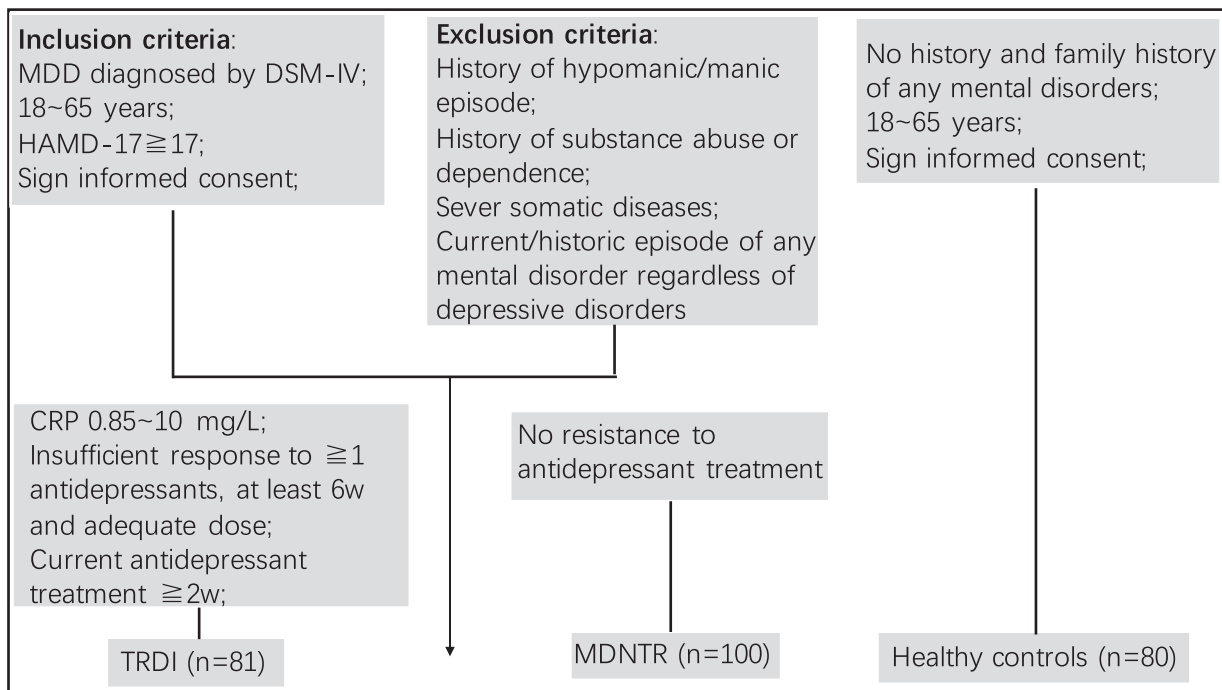 Inclusion criteria:
MDD diagnosed by DSM-IV;
18~65 years;
HAMD-17≧17;
Sign informed consent;
Exclusion criteria:
History of hypomanic/manic
episode;
History of substance abuse or
dependence;
Sever somatic diseases;
Current/historic episode of any
mental disorder regardless of
depressive disorders
No history and family history
of any mental disorders;
18~65 years;
Sign informed consent;
CRP 0.85~10 mg/L;
Insufficient response to ≧1
antidepressants, at least 6w
and adequate dose;
Current antidepressant
treatment ≧2w;
No resistance to
antidepressant treatment
TRDI (n=81)
MDNTR (n=100)
Healthy controls (n=80)